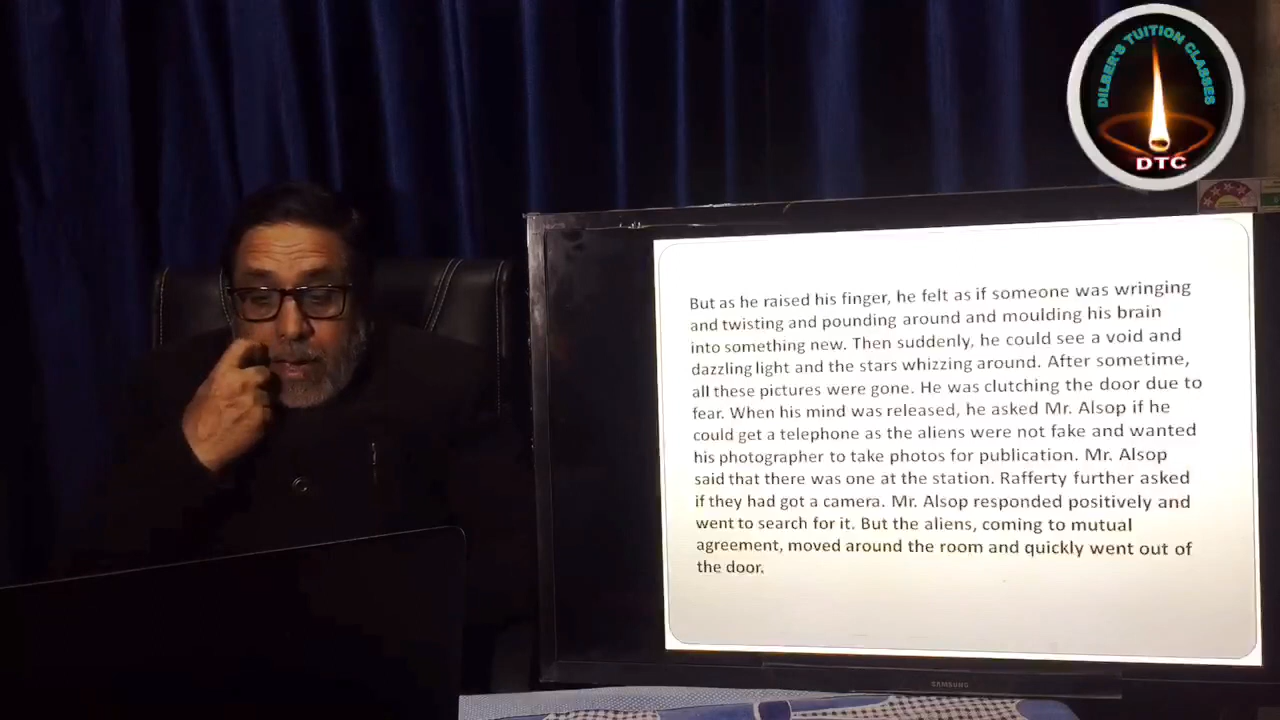 DILBER'S TUITION CLASSES
DTC
But as he raised his finger, he felt as if someone was wringing
and twisting and pounding around and moulding his brain
into something new. Then suddenly, he could see a void and
dazzling light and the stars whizzing around. After sometime,
all these pictures were gone. He was clutching the door due to
fear. When his mind was released, he asked Mr. Alsop if he
could get a telephone as the aliens were not fake and wanted
his photographer to take photos for publication. Mr. Alsop
said that there was one at the station. Rafferty further asked
if they had got a camera. Mr. Alsop responded positively and
went to search for it. But the aliens, coming to mutual
agreement, moved around the room and quickly went out of
the door.
SAMSUNG